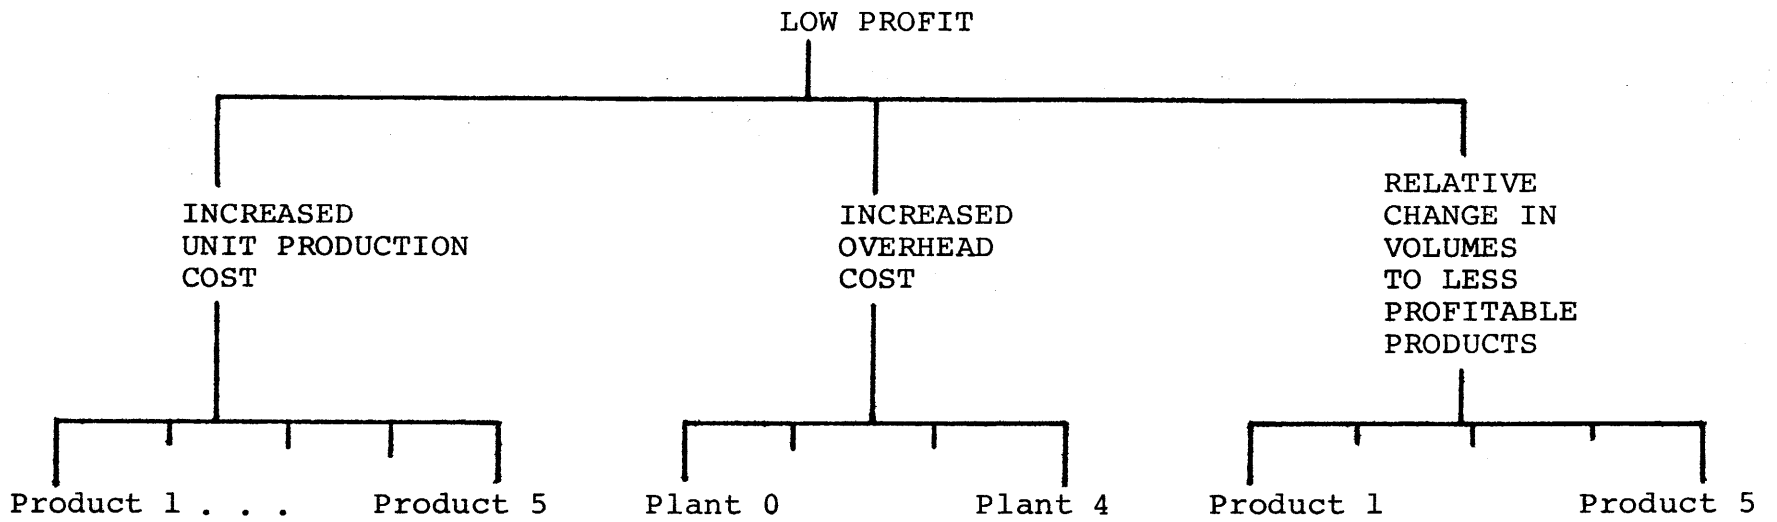 LOW PROFIT
INCREASED
UNIT PRODUCTION
COST
INCREASED
OVERHEAD
COST
RELATIVE
CHANGE IN
VOLUMES
TO LESS
PROFITABLE
PRODUCTS
Product 1 . . . Product 5
Plant 0 Plant 4
Product 1 Product 5